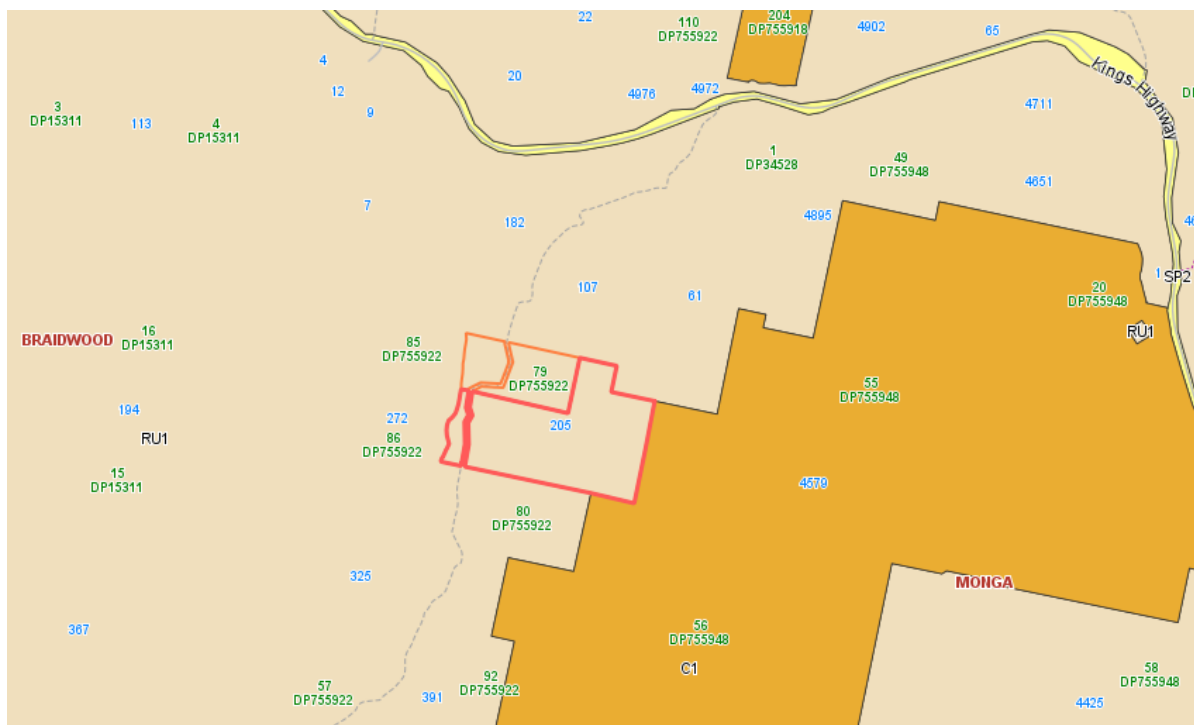 22
110
DP755922
204
DP755918
4902
65
4
20
12
4976
4972
Kings Highway
3
DP15311
113
4
DP15311
9
4711
1
DP34528
49
DP755948
7
182
4895
4651
1
SP2
107
61
20
DP755948
RU1
BRAIDWOOD
16
DP15311
85
DP755922
79
DP755922
55
DP755948
194
RU1
272
86
DP755922
205
15
DP15311
4579
80
DP755922
325
MONGA
367
56
DP755948
C1
57
DP755922
391
92
DP755922
58
DP755948
4425